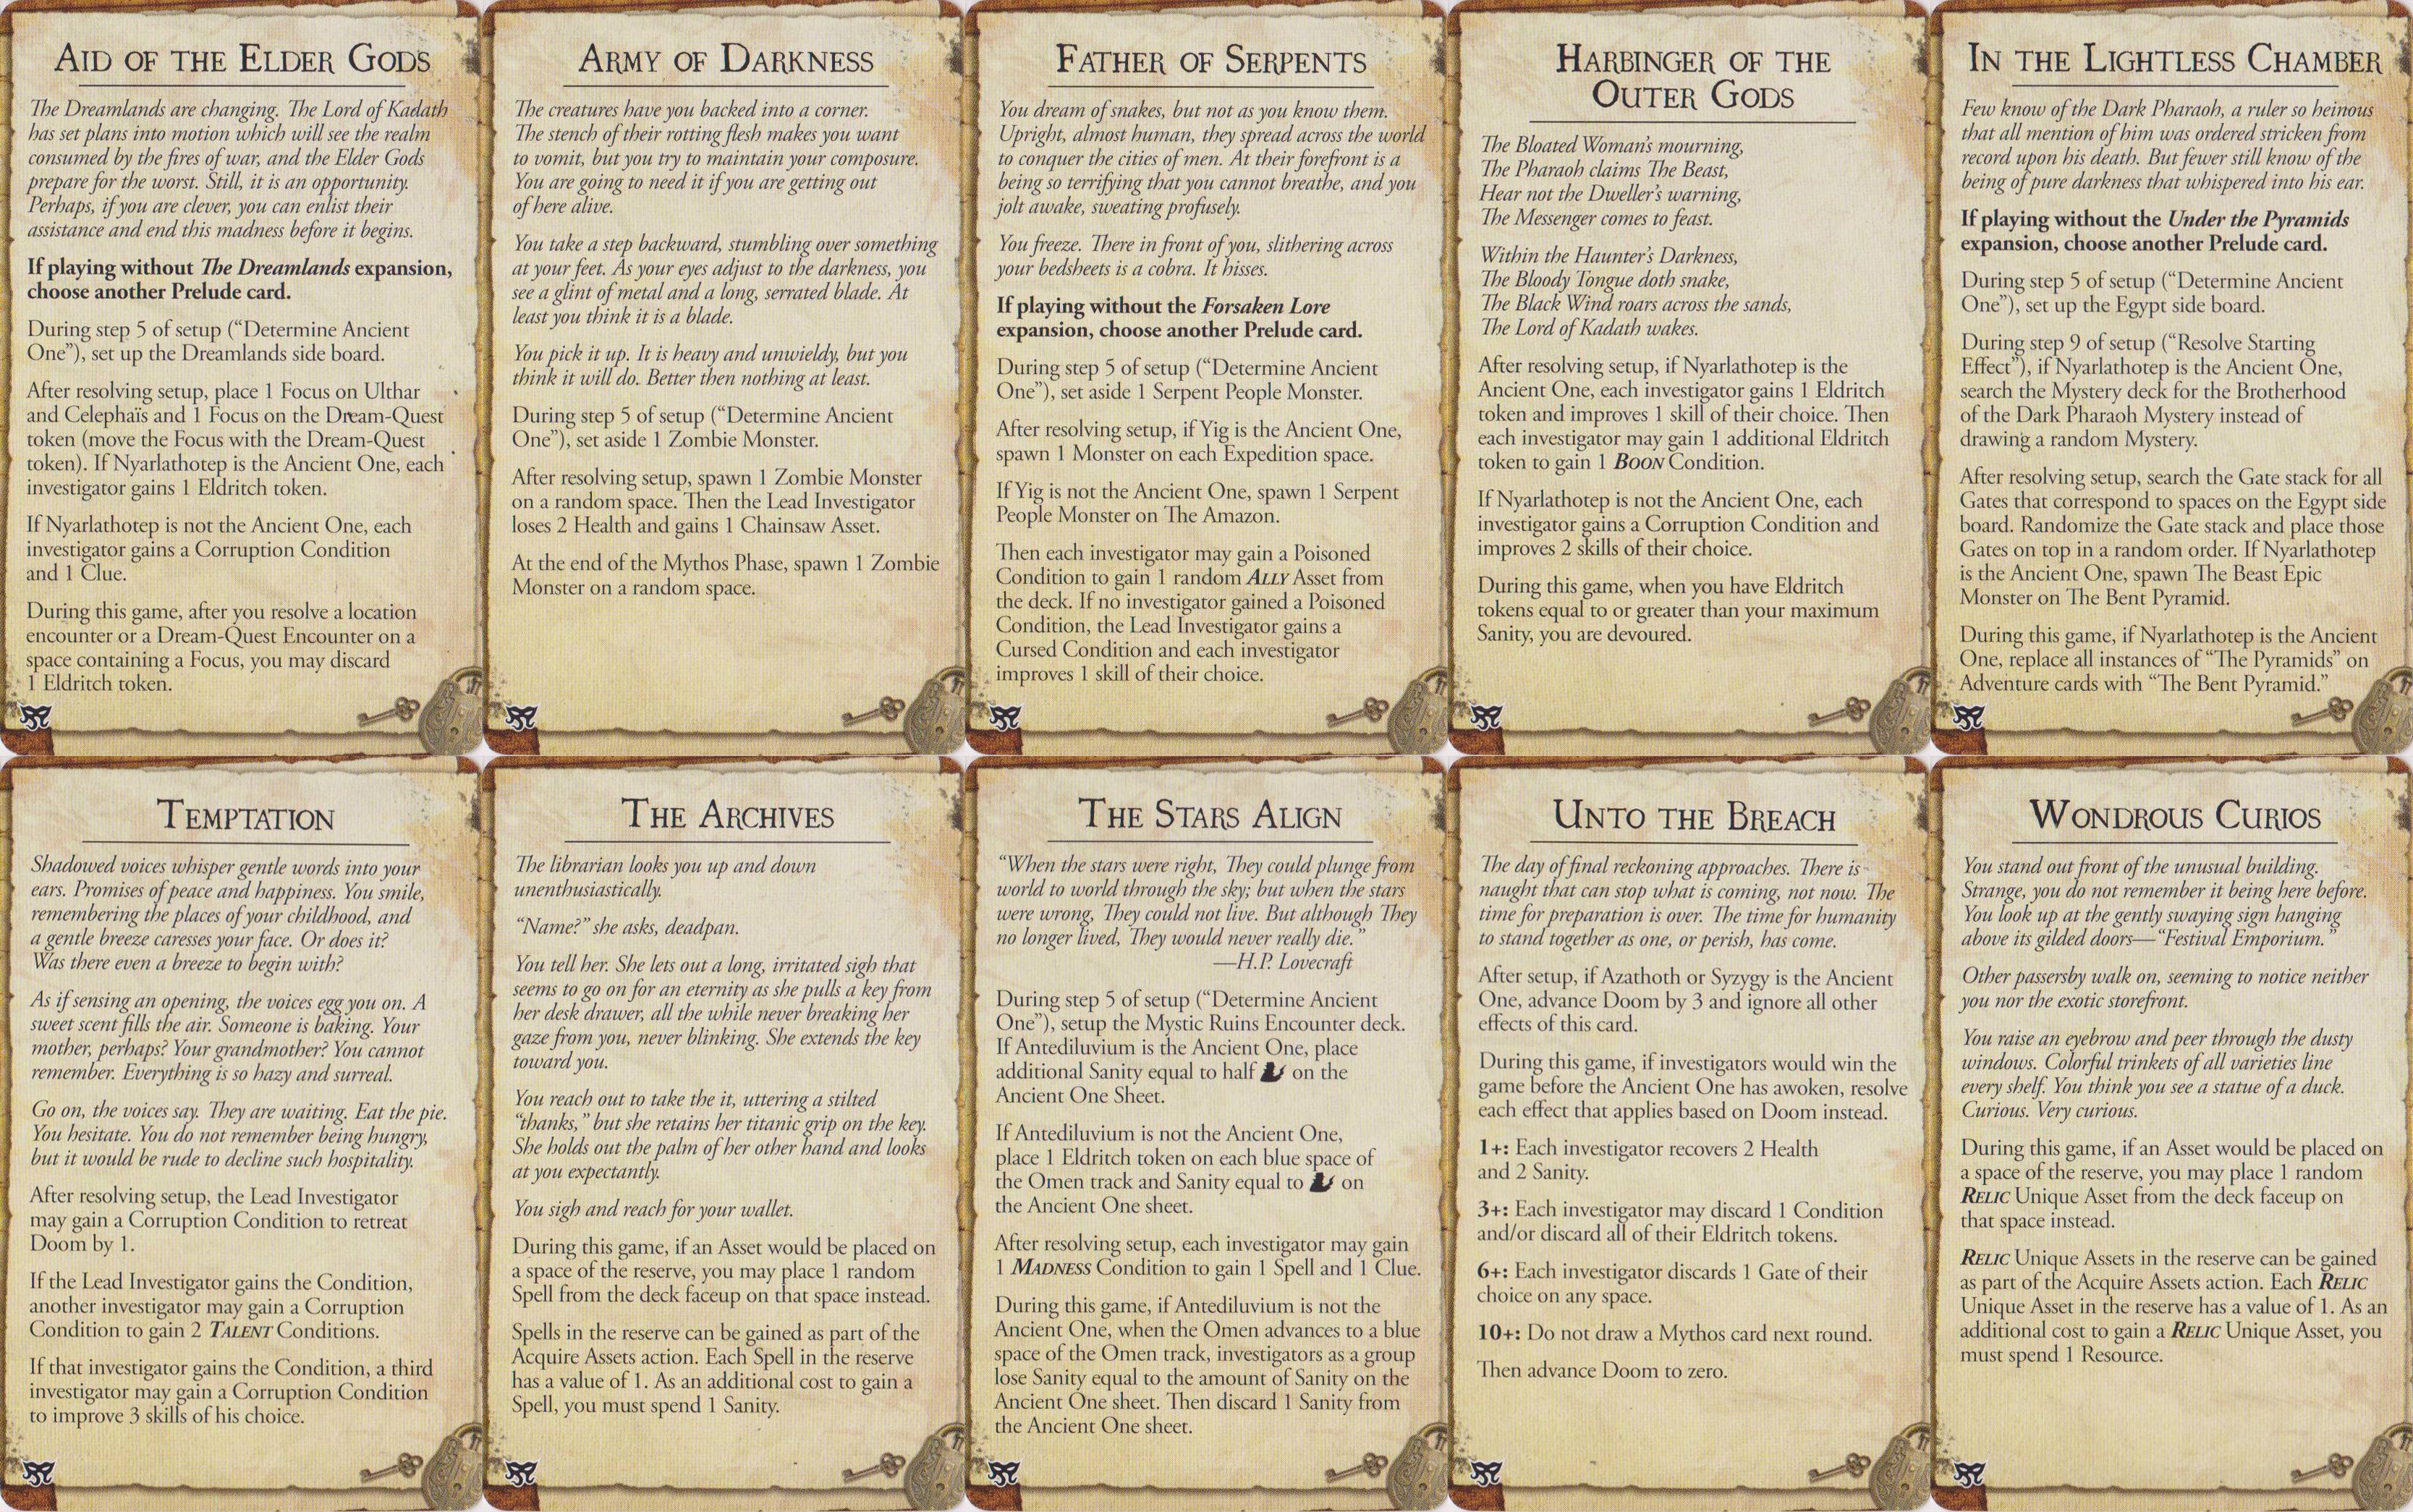 AID OF THE ELDER GODS
The Dreamlands are changing. The Lord of Kadath
has set plans into motion which will see the realm
consumed by the fires of war, and the Elder Gods
prepare for the worst. Still, it is an opportunity.
Perhaps, if you are clever, you can enlist their
assistance and end this madness before it begins.
If playing without The Dreamlands expansion,
choose another Prelude card.
During step 5 of setup (“Determine Ancient
One”), set up the Dreamlands side board.
After resolving setup, place 1 Focus on Ulthar
and Celephaïs and 1 Focus on the Dream-Quest
token (move the Focus with the Dream-Quest
token). If Nyarlathotep is the Ancient One, each
investigator gains 1 Eldritch token.
If Nyarlathotep is not the Ancient One, each
investigator gains a Corruption Condition
and 1 Clue.
During this game, after you resolve a location
encounter or a Dream-Quest Encounter on a
space containing a Focus, you may discard
1 Eldritch token.
ARMY OF DARKNESS
The creatures have you backed into a corner.
The stench of their rotting flesh makes you want
to vomit, but you try to maintain your composure.
You are going to need it if you are getting out
of here alive.
You take a step backward, stumbling over something
at your feet. As your eyes adjust to the darkness, you
see a glint of metal and a long, serrated blade. At
least you think it is a blade.
You pick it up. It is heavy and unwieldy, but you
think it will do. Better then nothing at least.
During step 5 of setup (“Determine Ancient
One”), set aside 1 Zombie Monster.
After resolving setup, spawn 1 Zombie Monster
on a random space. Then the Lead Investigator
loses 2 Health and gains 1 Chainsaw Asset.
At the end of the Mythos Phase, spawn 1 Zombie
Monster on a random space.
FATHER OF SERPENTS
You dream of snakes, but not as you know them.
Upright, almost human, they spread across the world
to conquer the cities of men. At their forefront is a
being so terrifying that you cannot breathe, and you
jolt awake, sweating profusely.
You freeze. There in front of you, slithering across
your bedsheets is a cobra. It hisses.
If playing without the Forsaken Lore
expansion, choose another Prelude card.
During step 5 of setup (“Determine Ancient
One”), set aside 1 Serpent People Monster.
After resolving setup, if Yig is the Ancient One,
spawn 1 Monster on each Expedition space.
If Yig is not the Ancient One, spawn 1 Serpent
People Monster on The Amazon.
Then each investigator may gain a Poisoned
Condition to gain 1 random ALLY Asset from
the deck. If no investigator gained a Poisoned
Condition, the Lead Investigator gains a
Cursed Condition and each investigator
improves 1 skill of their choice.
HARBINGER OF THE
OUTER GODS
The Bloated Woman's mourning,
The Pharaoh claims The Beast,
Hear not the Dweller's warning,
The Messenger comes to feast.
Within the Haunter's Darkness,
The Bloody Tongue doth snake,
The Black Wind roars across the sands,
The Lord of Kadath wakes.
After resolving setup, if Nyarlathotep is the
Ancient One, each investigator gains 1 Eldritch
token and improves 1 skill of their choice. Then
each investigator may gain 1 additional Eldritch
token to gain 1 BOON Condition.
If Nyarlathotep is not the Ancient One, each
investigator gains a Corruption Condition and
improves 2 skills of their choice.
During this game, when you have Eldritch
tokens equal to or greater than your maximum
Sanity, you are devoured.
IN THE LIGHTLESS CHAMBER
Few know of the Dark Pharaoh, a ruler so heinous
that all mention of him was ordered stricken from
record upon his death. But fewer still know of the
being of pure darkness that whispered into his ear.
If playing without the Under the Pyramids
expansion, choose another Prelude card.
During step 5 of setup (“Determine Ancient
One”), set up the Egypt side board.
During step 9 of setup (“Resolve Starting
Effect”), if Nyarlathotep is the Ancient One,
search the Mystery deck for the Brotherhood
of the Dark Pharaoh Mystery instead of
drawing a random Mystery.
After resolving setup, search the Gate stack for all
Gates that correspond to spaces on the Egypt side
board. Randomize the Gate stack and place those
Gates on top in a random order. If Nyarlathotep
is the Ancient One, spawn The Beast Epic
Monster on The Bent Pyramid.
During this game, if Nyarlathotep is the Ancient
One, replace all instances of “The Pyramids” on
Adventure cards with “The Bent Pyramid.”
TEMPTATION
Shadowed voices whisper gentle words into your
ears. Promises of peace and happiness. You smile,
remembering the places of your childhood, and
a gentle breeze caresses your face. Or does it?
Was there even a breeze to begin with?
As if sensing an opening, the voices egg you on. A
sweet scent fills the air. Someone is baking. Your
mother, perhaps? Your grandmother? You cannot
remember. Everything is so hazy and surreal.
Go on, the voices say. They are waiting. Eat the pie.
You hesitate. You do not remember being hungry,
but it would be rude to decline such hospitality.
After resolving setup, the Lead Investigator
may gain a Corruption Condition to retreat
Doom by 1.
If the Lead Investigator gains the Condition,
another investigator may gain a Corruption
Condition to gain 2 TALENT Conditions.
If that investigator gains the Condition, a third
investigator may gain a Corruption Condition
to improve 3 skills of his choice.
THE ARCHIVES
The librarian looks you up and down
unenthusiastically.
“Name?” she asks, deadpan.
You tell her. She lets out a long, irritated sigh that
seems to go on for an eternity as she pulls a key from
her desk drawer, all the while never breaking her
gaze from you, never blinking. She extends the key
toward you.
You reach out to take the it, uttering a stilted
“thanks,” but she retains her titanic grip on the key.
She holds out the palm of her other hand and looks
at you expectantly.
You sigh and reach for your wallet.
During this game, if an Asset would be placed on
a space of the reserve, you may place 1 random
Spell from the deck faceup on that space instead.
Spells in the reserve can be gained as part of the
Acquire Assets action. Each Spell in the reserve
has a value of 1. As an additional cost to gain a
Spell, you must spend 1 Sanity.
THE STARS ALIGN
“When the stars were right, They could plunge from
world to world through the sky; but when the stars
were wrong, They could not live. But although They
no longer lived, They would never really die.”
—H.P. Lovecraft
During step 5 of setup (“Determine Ancient
One”), setup the Mystic Ruins Encounter deck.
If Antediluvium is the Ancient One, place
additional Sanity equal to half on the
Ancient One Sheet.
If Antediluvium is not the Ancient One,
place 1 Eldritch token on each blue space of
the Omen track and Sanity equal to on
the Ancient One sheet.
After resolving setup, each investigator may gain
1 MADNESS Condition to gain 1 Spell and 1 Clue.
During this game, if Antediluvium is not the
Ancient One, when the Omen advances to a blue
space of the Omen track, investigators as a group
lose Sanity equal to the amount of Sanity on the
Ancient One sheet. Then discard 1 Sanity from
the Ancient One sheet.
UNTO THE BREACH
The day of final reckoning approaches. There is
naught that can stop what is coming, not now. The
time for preparation is over. The time for humanity
to stand together as one, or perish, has come.
After setup, if Azathoth or Syzygy is the Ancient
One, advance Doom by 3 and ignore all other
effects of this card.
During this game, if investigators would win the
game before the Ancient One has awoken, resolve
each effect that applies based on Doom instead.
1+: Each investigator recovers 2 Health
and 2 Sanity.
3+: Each investigator may discard 1 Condition
and/or discard all of their Eldritch tokens.
6+: Each investigator discards 1 Gate of their
choice on any space.
10+: Do not draw a Mythos card next round.
Then advance Doom to zero.
WONDROUS CURIOS
You stand out front of the unusual building.
Strange, you do not remember it being here before.
You look up at the gently swaying sign hanging
above its gilded doors—“Festival Emporium.”
Other passersby walk on, seeming to notice neither
you nor the exotic storefront.
You raise an eyebrow and peer through the dusty
windows. Colorful trinkets of all varieties line
every shelf. You think you see a statue of a duck.
Curious. Very curious.
During this game, if an Asset would be placed on
a space of the reserve, you may place 1 random
RELIC Unique Asset from the deck faceup on
that space instead.
RELIC Unique Assets in the reserve can be gained
as part of the Acquire Assets action. Each RELIC
Unique Asset in the reserve has a value of 1. As an
additional cost to gain a RELIC Unique Asset, you
must spend 1 Resource.